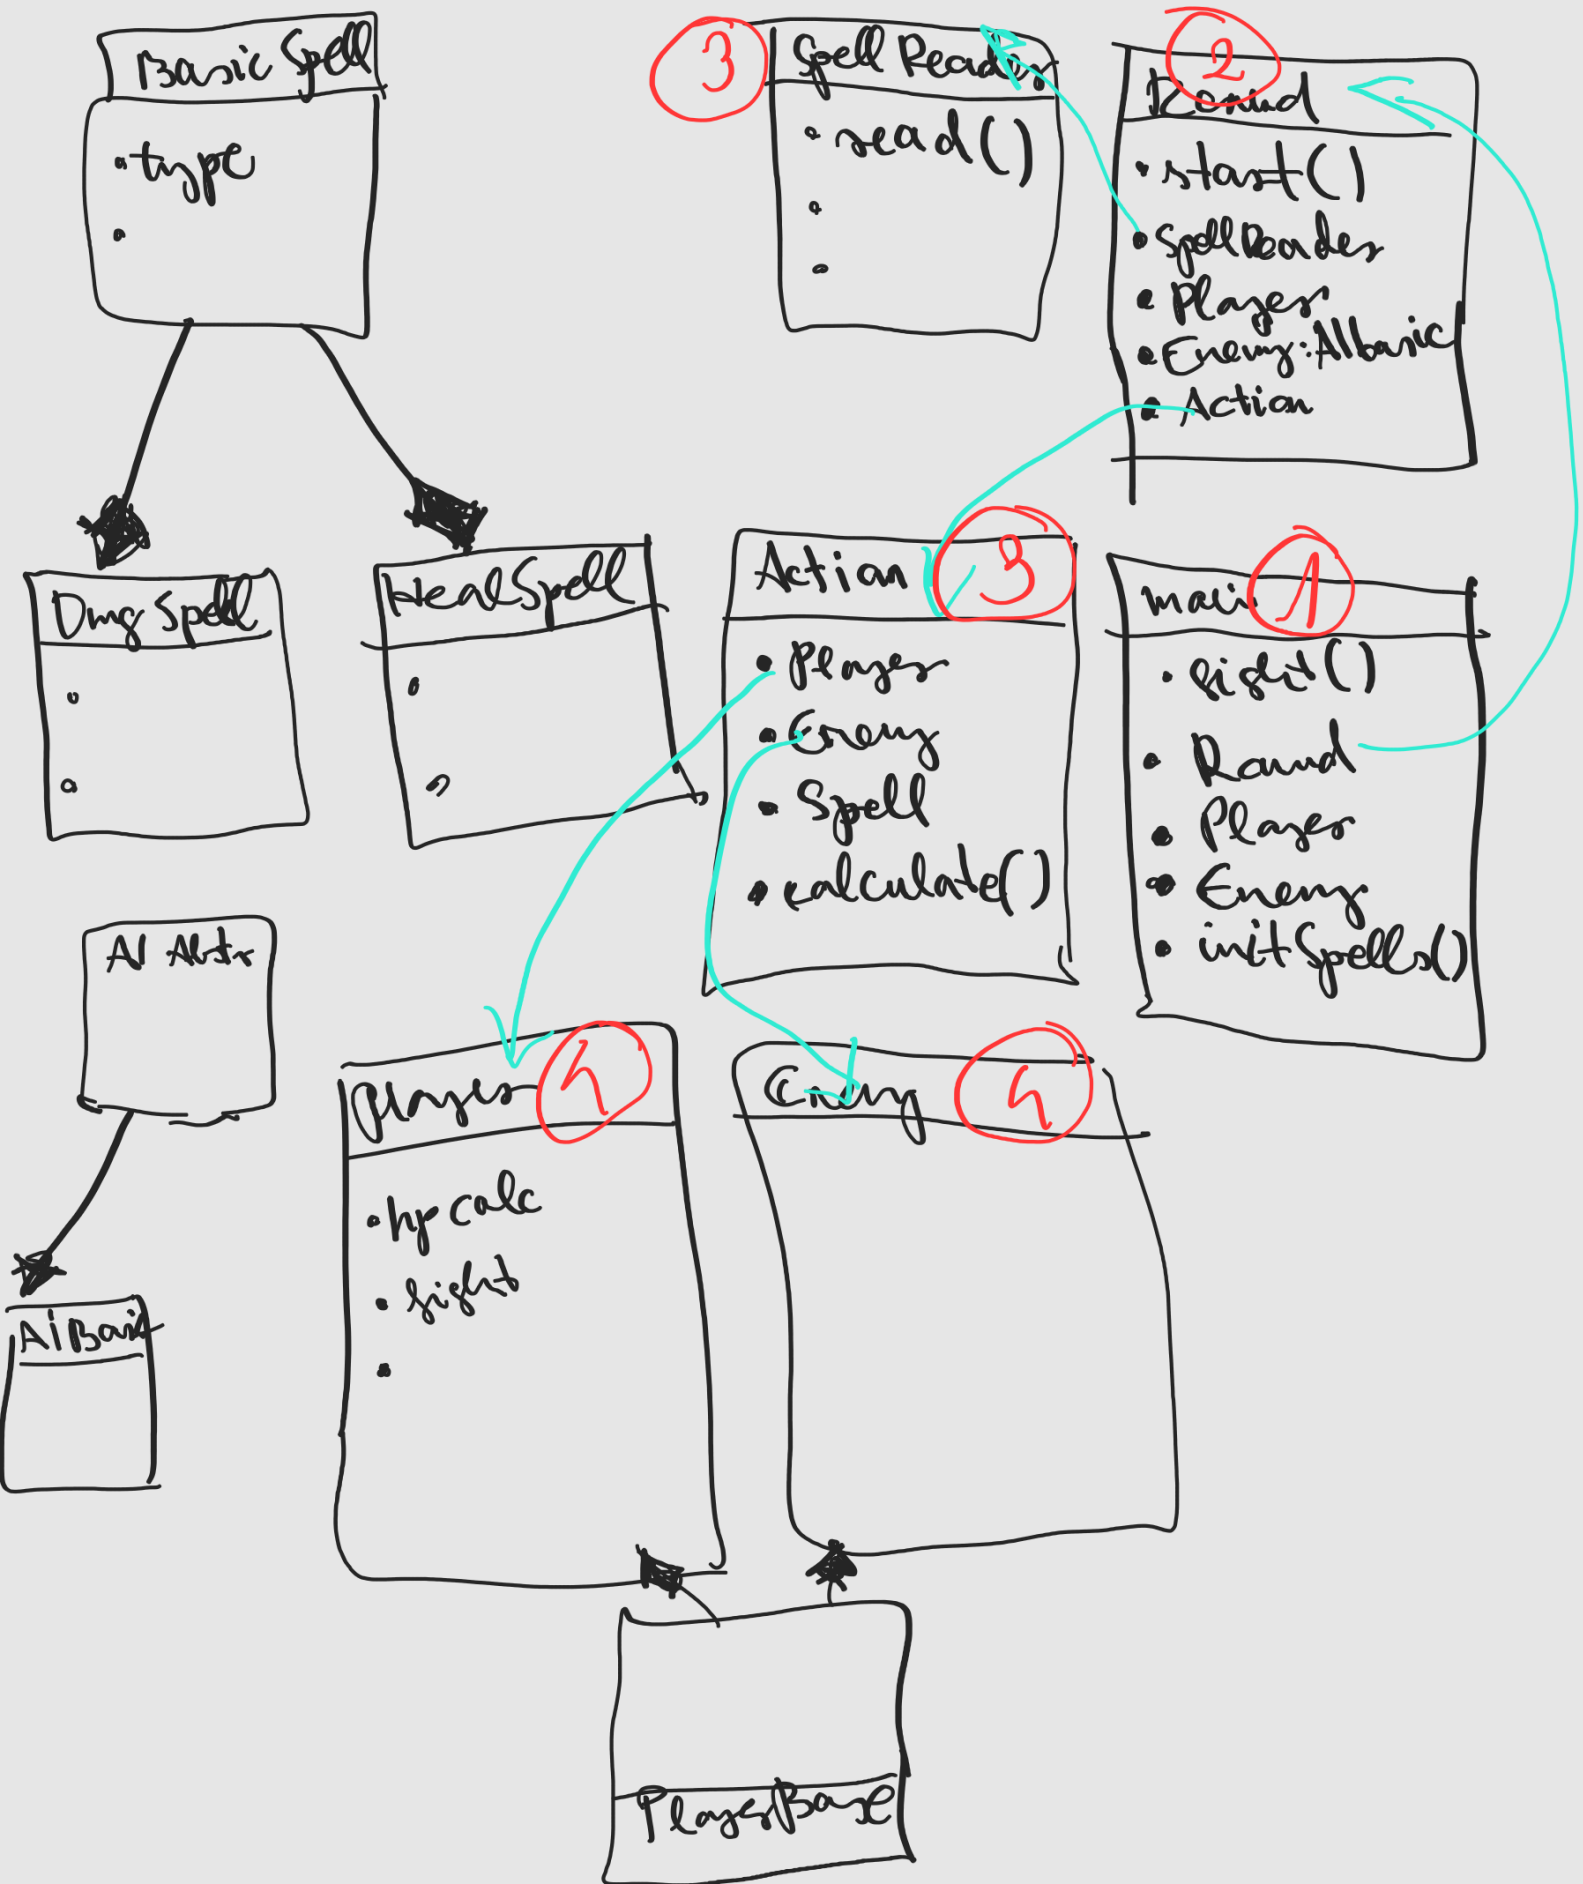 Basic Spell
• type
•
3
Spell Reader
• read()
•
•
2
Round
• start()
• SpellReader
• Player
• Enemy:AIbasic
• Action
Dmg Spell
•
•
HealSpell
•
•
Action 3
• Player
• Enemy
• Spell
• calculate()
main 1
• fight()
• Round
• Player
• Enemy
• initSpells()
AI Abtr
AiBasic
player 4
• hp calc
• fight
•
Enemy 4
PlayerBase